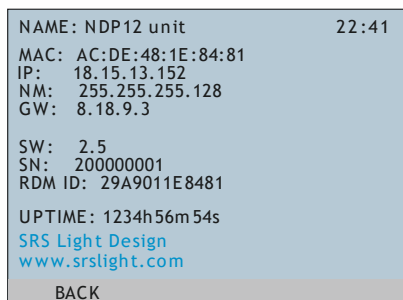 NAME: NDP12 unit 22:41
MAC: AC:DE:48:1E:84:81
IP: 18.15.13.152
NM: 255.255.255.128
GW: 8.18.9.3
SW: 2.5
SN: 200000001
RDM ID: 29A9011E8481
UPTIME: 1234h56m54s
SRS Light Design
www.srslight.com
BACK